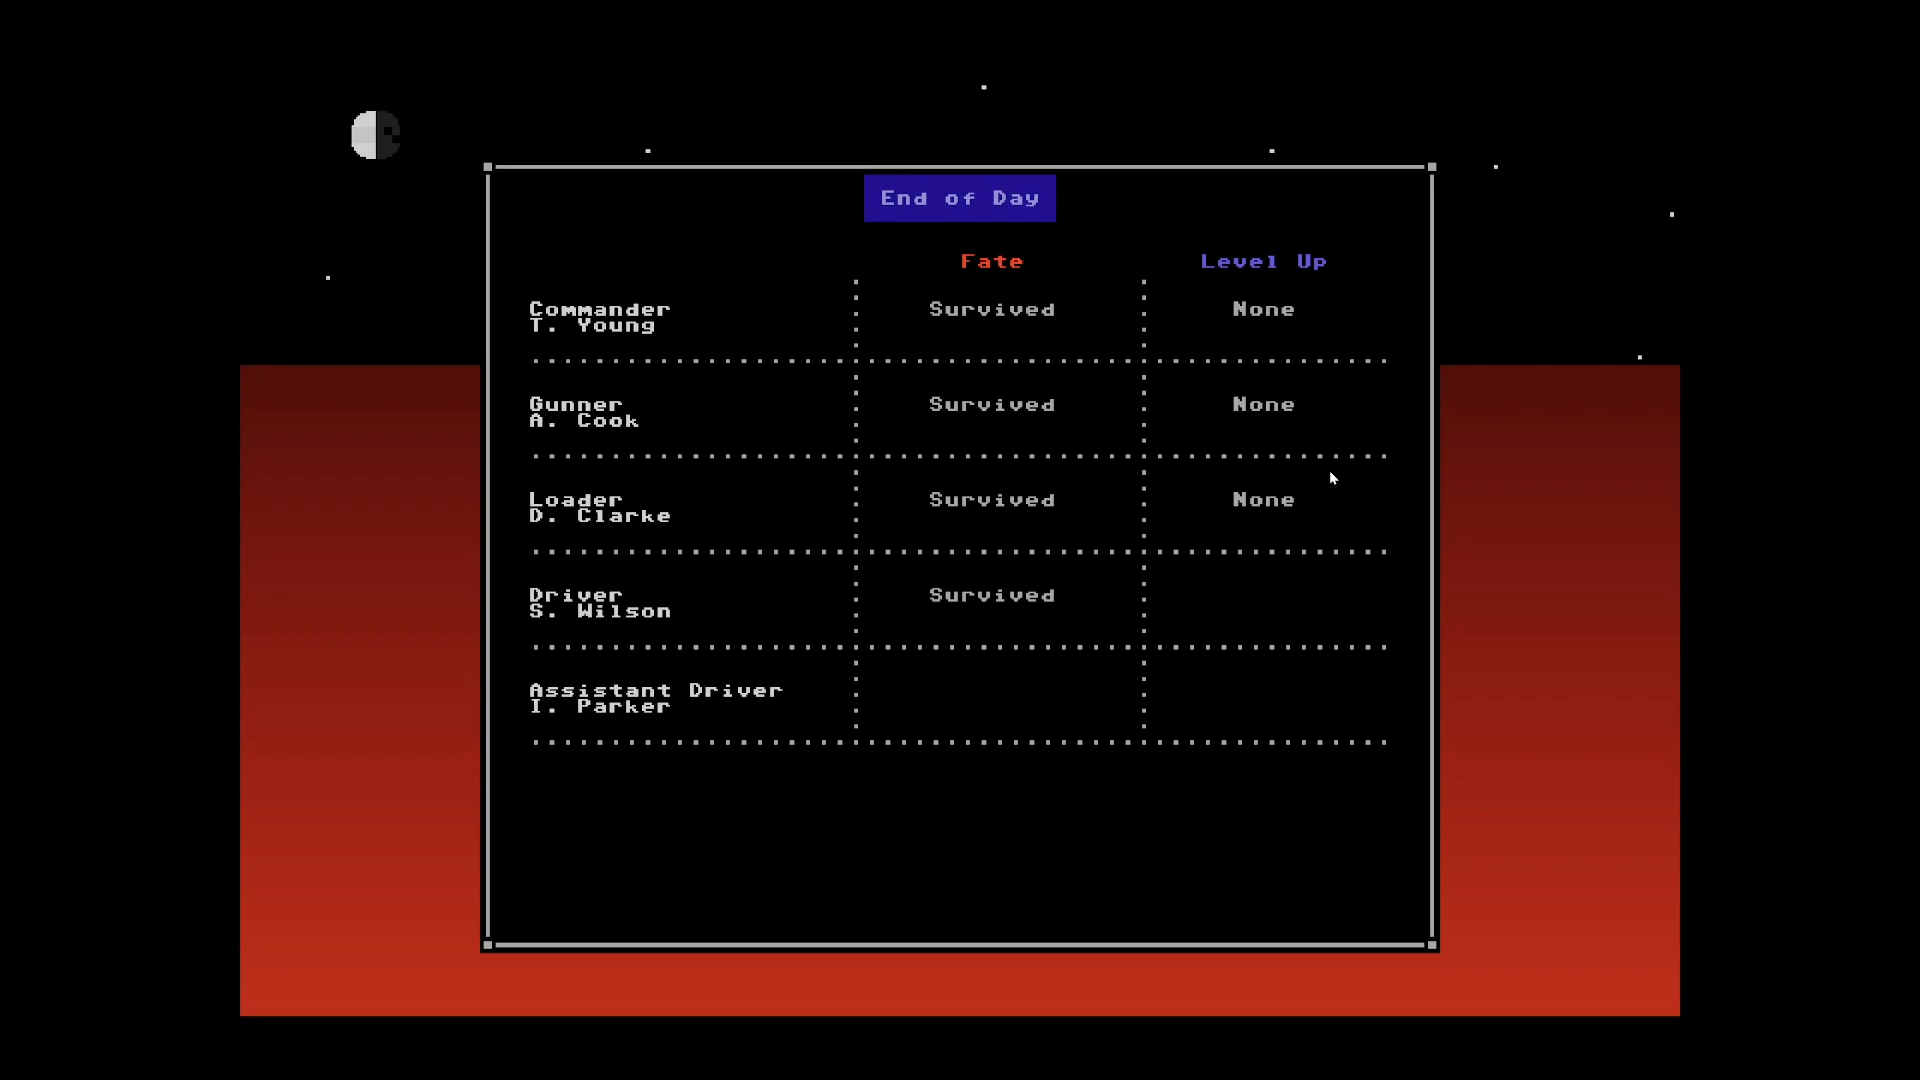 End of Day
Fate Level Up
Commander Survived None
T. Young
Gunner Survived None
A. Cook
Loader Survived None
D. Clarke
Driver Survived
S. Wilson
Assistant Driver
I. Parker